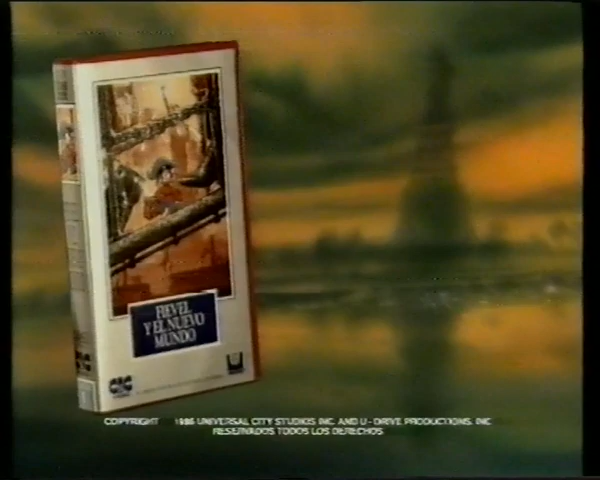 FIEVEL
Y EL NUEVO
MUNDO
CIC
COPYRIGHT 1986 UNIVERSAL CITY STUDIOS INC. AND U-DRIVE PRODUCTIONS, INC
RESERVADOS TODOS LOS DERECHOS